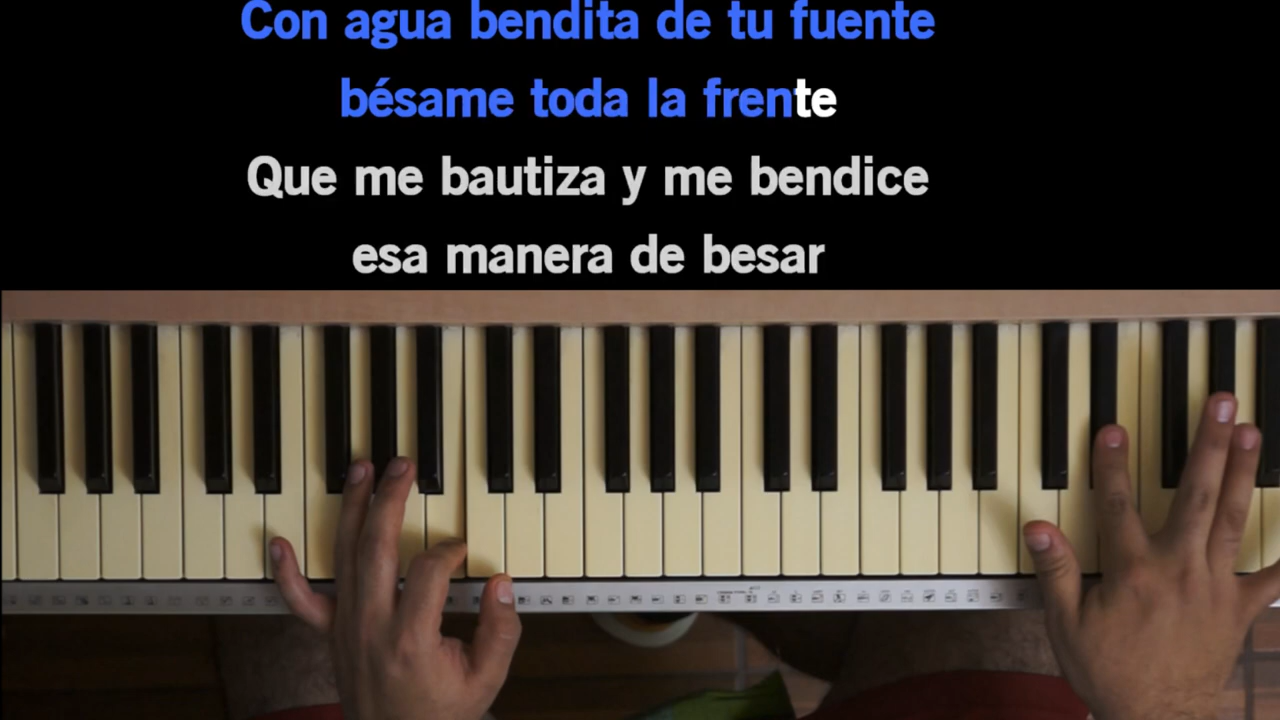 Con agua bendita de tu fuente
bésame toda la frente
Que me bautiza y me bendice
esa manera de besar